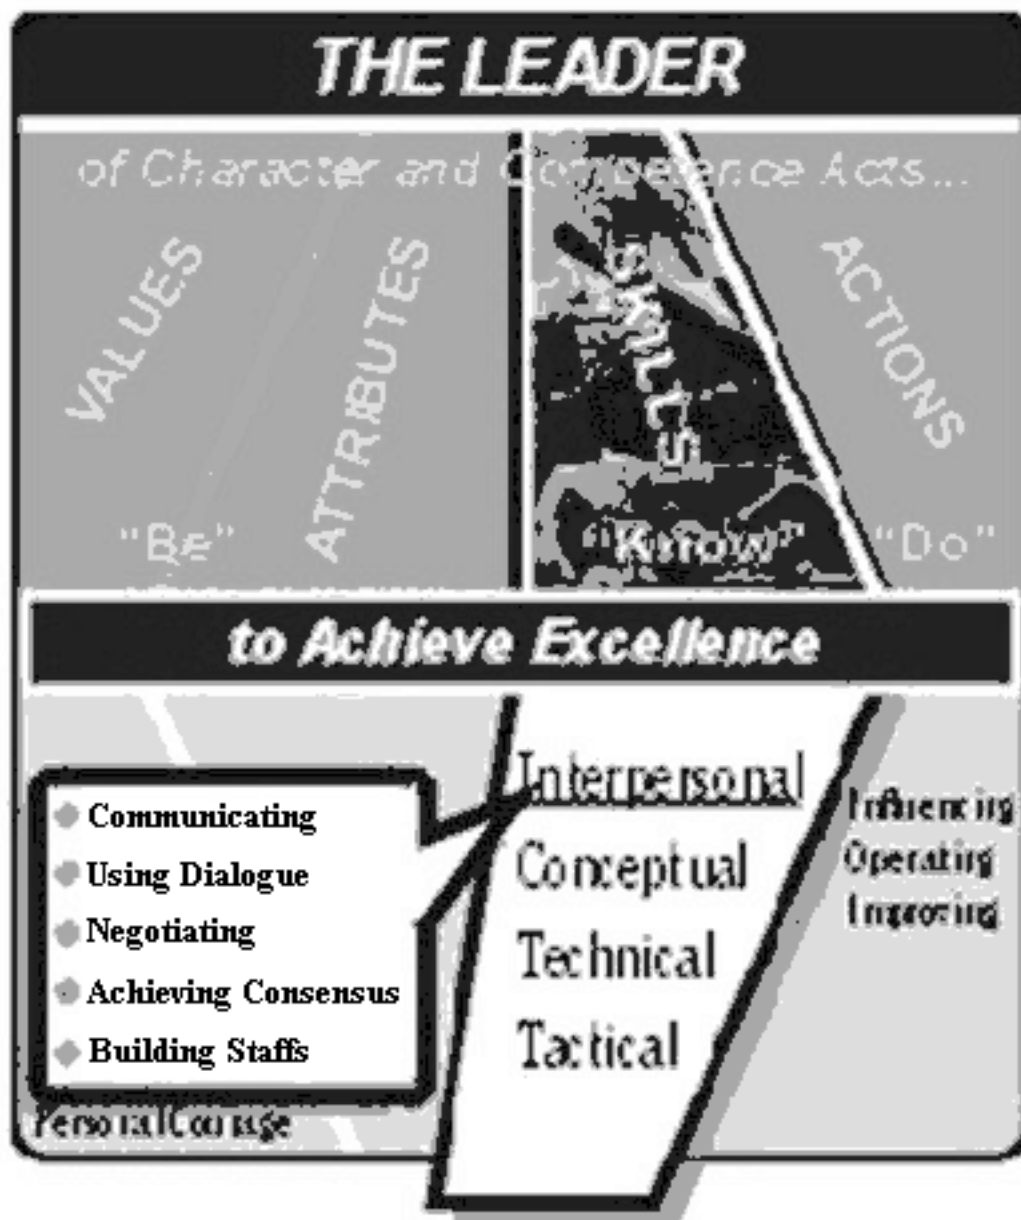 THE LEADER
of Character and Competence Acts...
VALUES
ATTRIBUTES
SKILLS
ACTIONS
"Be"
"Know"
"Do"
to Achieve Excellence
Communicating
Using Dialogue
Negotiating
Achieving Consensus
Building Staffs
Personal Courage
Interpersonal
Conceptual
Technical
Tactical
Influencing
Operating
Improving